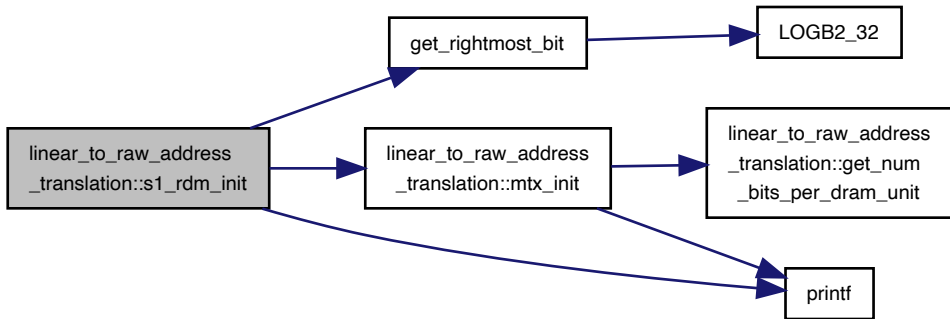 linear_to_raw_address
_translation::s1_rdm_init
get_rightmost_bit
LOGB2_32
linear_to_raw_address
_translation::mtx_init
linear_to_raw_address
_translation::get_num
_bits_per_dram_unit
printf